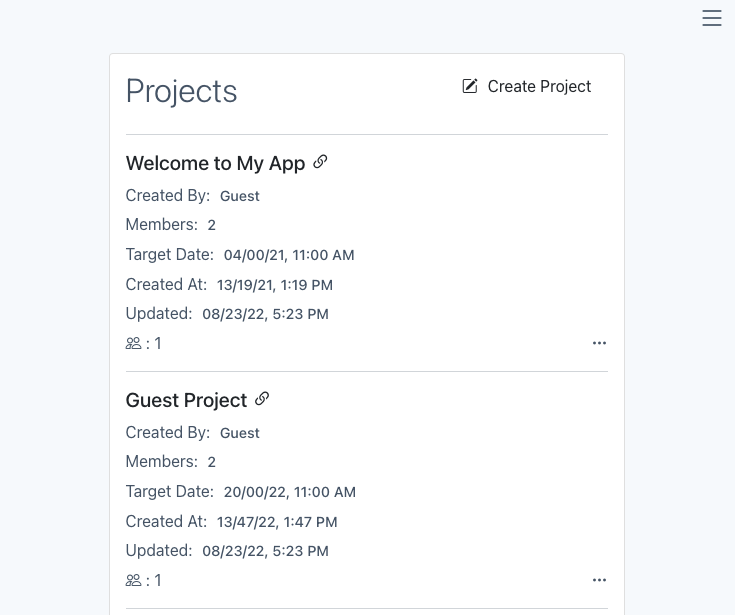 Projects
Create Project
Welcome to My App
Created By: Guest
Members: 2
Target Date: 04/00/21, 11:00 AM
Created At: 13/19/21, 1:19 PM
Updated: 08/23/22, 5:23 PM
: 1
Guest Project
Created By: Guest
Members: 2
Target Date: 20/00/22, 11:00 AM
Created At: 13/47/22, 1:47 PM
Updated: 08/23/22, 5:23 PM
: 1